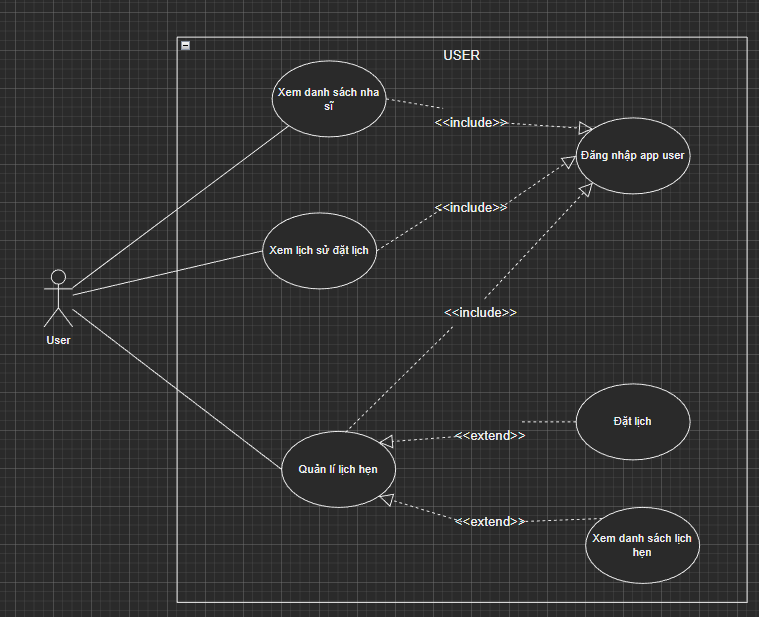 USER
Xem danh sách nha
sĩ
<<include>>
Đăng nhập app user
<<include>>
Xem lịch sử đặt lịch
<<include>>
User
Đặt lịch
<<extend>>
Quản lí lịch hẹn
<<extend>>
Xem danh sách lịch
hẹn